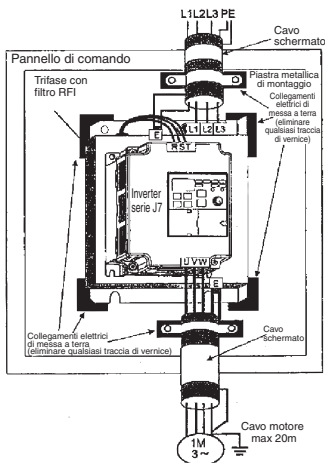 L1L2L3 PE
Cavo
schermato
Pannello di comando
Trifase con
filtro RFI
Piastra metallica
di montaggio
Collegamenti
elettrici di
messa a terra
(eliminare
qualsiasi traccia
di vernice)
E
L1 L2 L3
R S T
Inverter
serie J7
U V W
E
Collegamenti elettrici
di messa a terra
(eliminare qualsiasi traccia di vernice)
Cavo
schermato
Cavo motore
max 20m
1M
3~